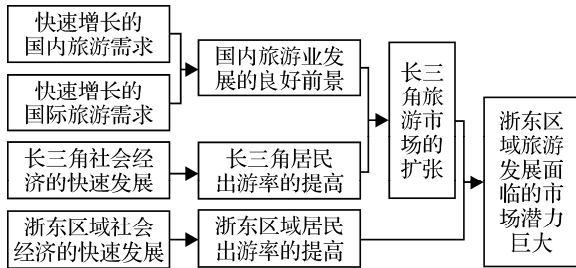 快速增长的
国内旅游需求
快速增长的
国际旅游需求
长三角社会经
济的快速发展
浙东区域社会
经济的快速发展
国内旅游业发
展的良好前景
长三角居民
出游率的提高
浙东区域居民
出游率的提高
长三
角旅
游市
场的
扩张
浙东区
域旅游
发展面
临的市
场潜力
巨大